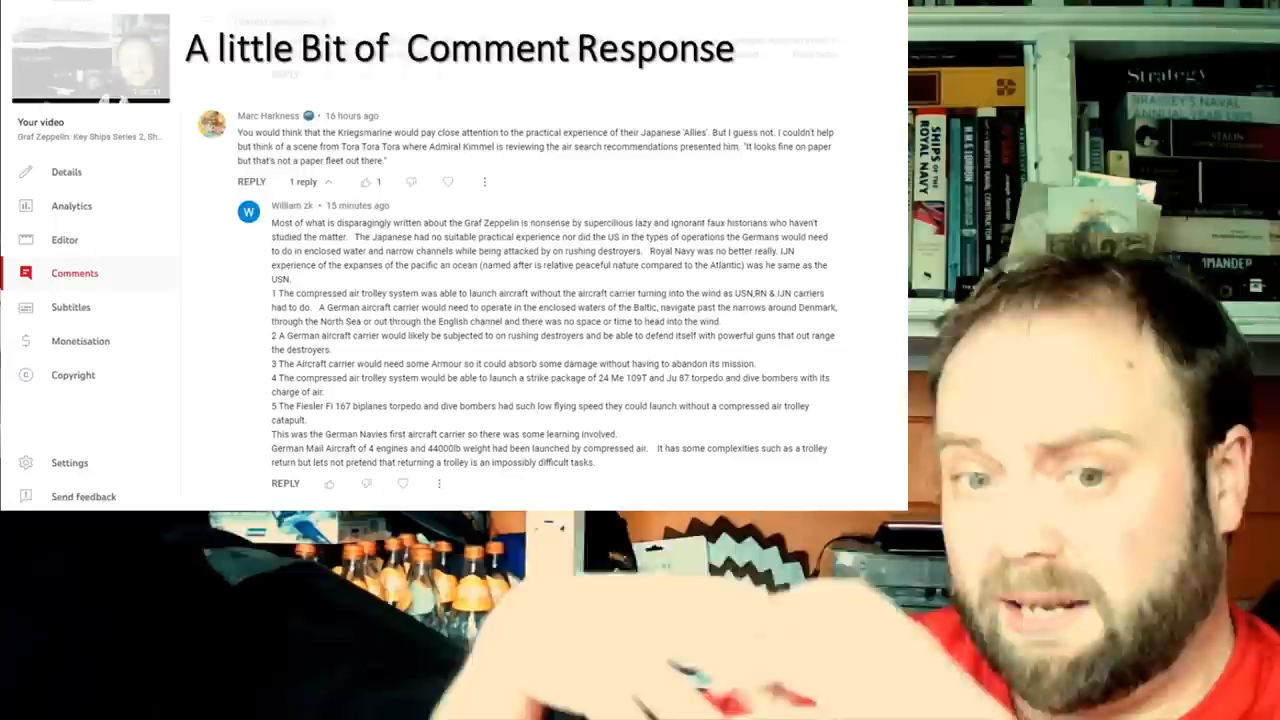 A little Bit of Comment Response
REPLY
Your video
Graf Zeppelin: Key Ships Series 2, Sh...
Details
Analytics
Editor
Comments
Subtitles
Monetisation
Copyright
Settings
Send feedback
Marc Harkness • 16 hours ago
You would think that the Kriegsmarine would pay close attention to the practical experience of their Japanese 'Allies'. But I guess not. I couldn't help
but think of a scene from Tora Tora Tora where Admiral Kimmel is reviewing the air search recommendations presented him. "It looks fine on paper
but that's not a paper fleet out there."
REPLY 1 reply 1
W William zk • 15 minutes ago
Most of what is disparagingly written about the Graf Zeppelin is nonsense by supercilious lazy and ignorant faux historians who haven't
studied the matter. The Japanese had no suitable practical experience nor did the US in the types of operations the Germans would need
to do in enclosed water and narrow channels while being attacked by on rushing destroyers. Royal Navy was no better really. IJN
experience of the expanses of the pacific an ocean (named after is relative peaceful nature compared to the Atlantic) was he same as the
USN.
1 The compressed air trolley system was able to launch aircraft without the aircraft carrier turning into the wind as USN,RN & IJN carriers
had to do. A German aircraft carrier would need to operate in the enclosed waters of the Baltic, navigate past the narrows around Denmark,
through the North Sea or out through the English channel and there was no space or time to head into the wind.
2 A German aircraft carrier would likely be subjected to on rushing destroyers and be able to defend itself with powerful guns that out range
the destroyers.
3 The Aircraft carrier would need some Armour so it could absorb some damage without having to abandon its mission.
4 The compressed air trolley system would be able to launch a strike package of 24 Me 109T and Ju 87 torpedo and dive bombers with its
charge of air.
5 The Fiesler Fi 167 biplanes torpedo and dive bombers had such low flying speed they could launch without a compressed air trolley
catapult.
This was the German Navies first aircraft carrier so there was some learning involved.
German Mail Aircraft of 4 engines and 44000lb weight had been launched by compressed air. It has some complexities such as a trolley
return but lets not pretend that returning a trolley is an impossibly difficult tasks.
REPLY
SHIPS OF THE ROYAL NAVY
H.M.S. LONDON
Strategy
BRASSEY'S NAVAL
ANNUAL
STALIN